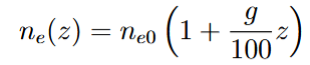 n_e(z) = n_{e0} \left( 1 + \frac{g}{100} z \right)